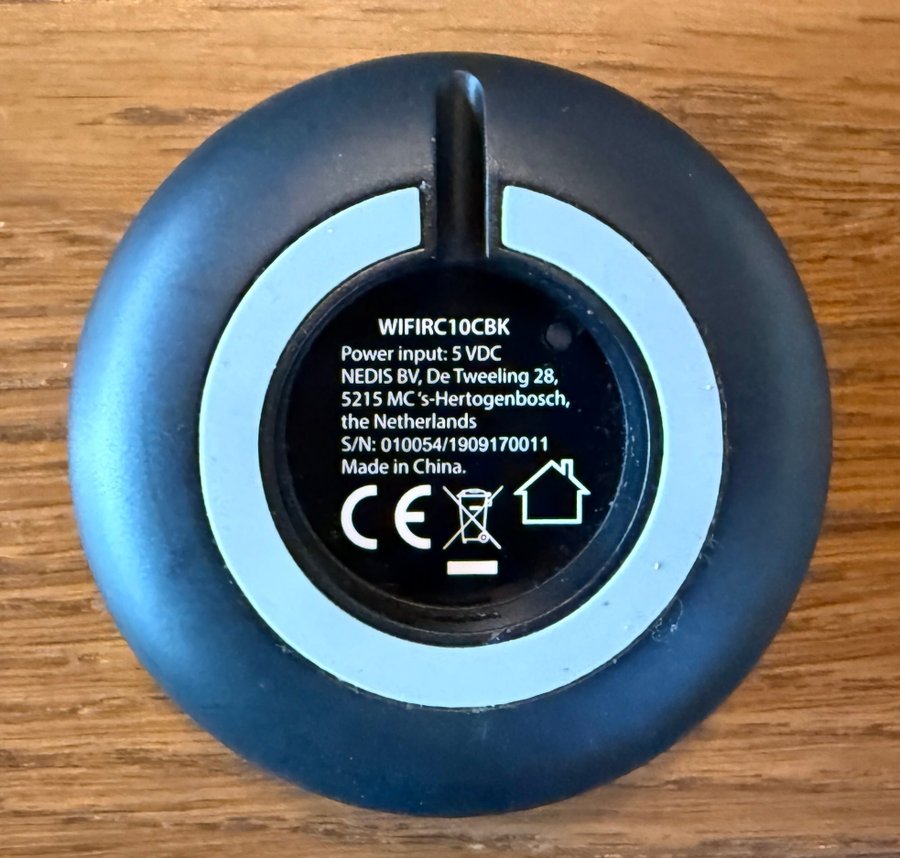 WIFIRC10CBK
Power input: 5 VDC
NEDIS BV, De Tweeling 28,
5215 MC 's-Hertogenbosch,
the Netherlands
S/N: 010054/1909170011
Made in China.
CE